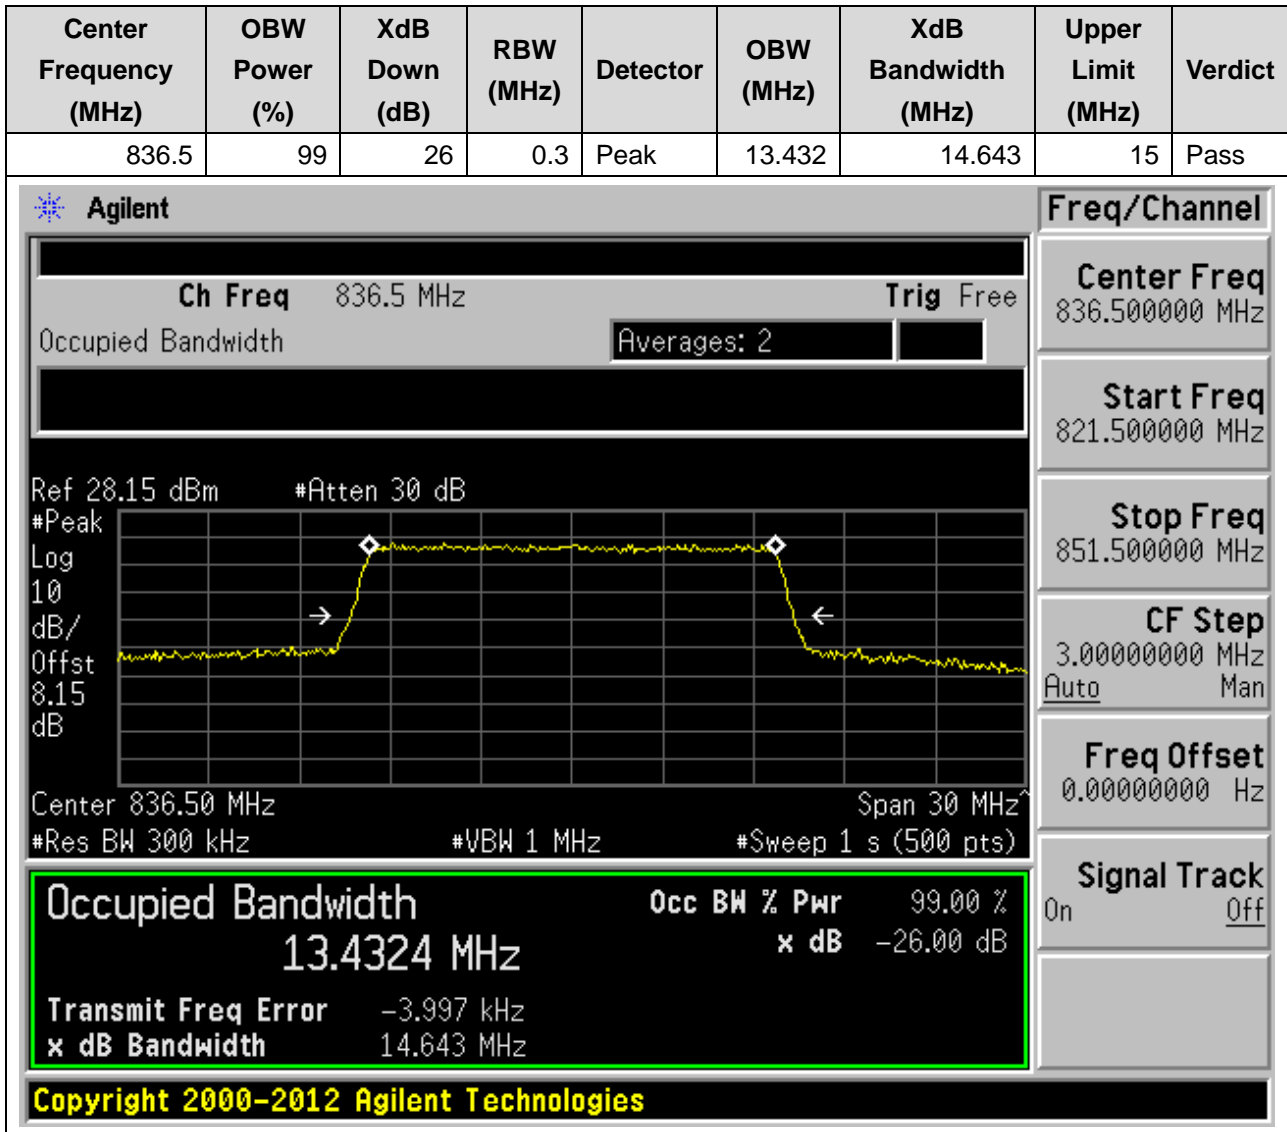 Center Frequency (MHz) OBW Power (%) XdB Down (dB) RBW (MHz) Detector OBW (MHz) XdB Bandwidth (MHz) Upper Limit (MHz) Verdict
836.5 99 26 0.3 Peak 13.432 14.643 15 Pass
Agilent
Freq/Channel
Ch Freq 836.5 MHz Trig Free
Occupied Bandwidth Averages: 2
Center Freq
836.500000 MHz
Start Freq
821.500000 MHz
Stop Freq
851.500000 MHz
CF Step
3.00000000 MHz
Auto Man
Freq Offset
0.00000000 Hz
Signal Track
On Off
Ref 28.15 dBm #Atten 30 dB
#Peak
Log
10
dB/
Offst
8.15
dB
Center 836.50 MHz Span 30 MHz^
#Res BW 300 kHz #VBW 1 MHz #Sweep 1 s (500 pts)
Occupied Bandwidth Occ BW % Pwr 99.00 %
13.4324 MHz x dB -26.00 dB
Transmit Freq Error -3.997 kHz
x dB Bandwidth 14.643 MHz
Copyright 2000-2012 Agilent Technologies